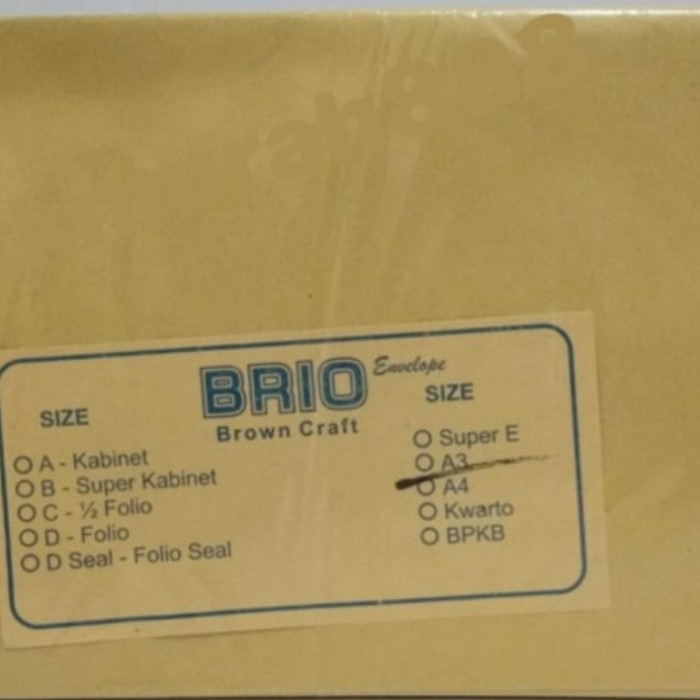 BRIO Envelope
Brown Craft
SIZE
A - Kabinet
B - Super Kabinet
C - ½ Folio
D - Folio
D Seal - Folio Seal
SIZE
Super E
A3
A4
Kwarto
BPKB